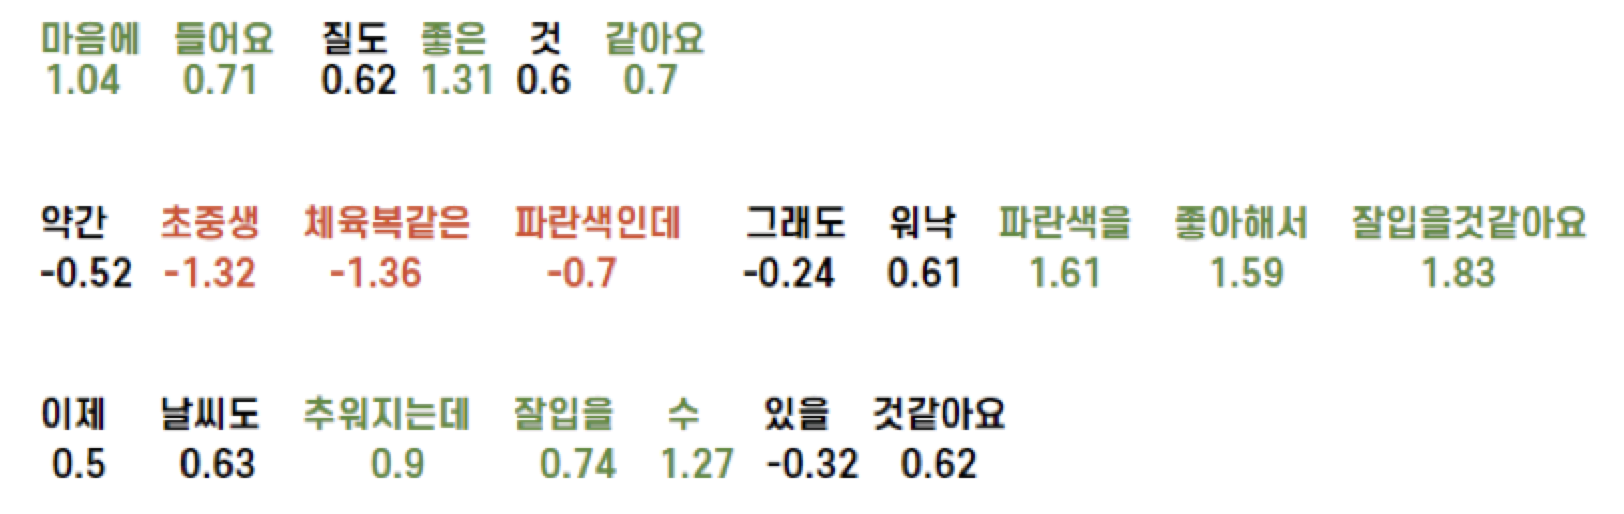 마음에 들어요 질도 좋은 것 같아요
1.04 0.71 0.62 1.31 0.6 0.7
약간 초중생 체육복같은 파란색인데 그래도 워낙 파란색을 좋아해서 잘입을것같아요
-0.52 -1.32 -1.36 -0.7 -0.24 0.61 1.61 1.59 1.83
이제 날씨도 추워지는데 잘입을 수 있을 것같아요
0.5 0.63 0.9 0.74 1.27 -0.32 0.62